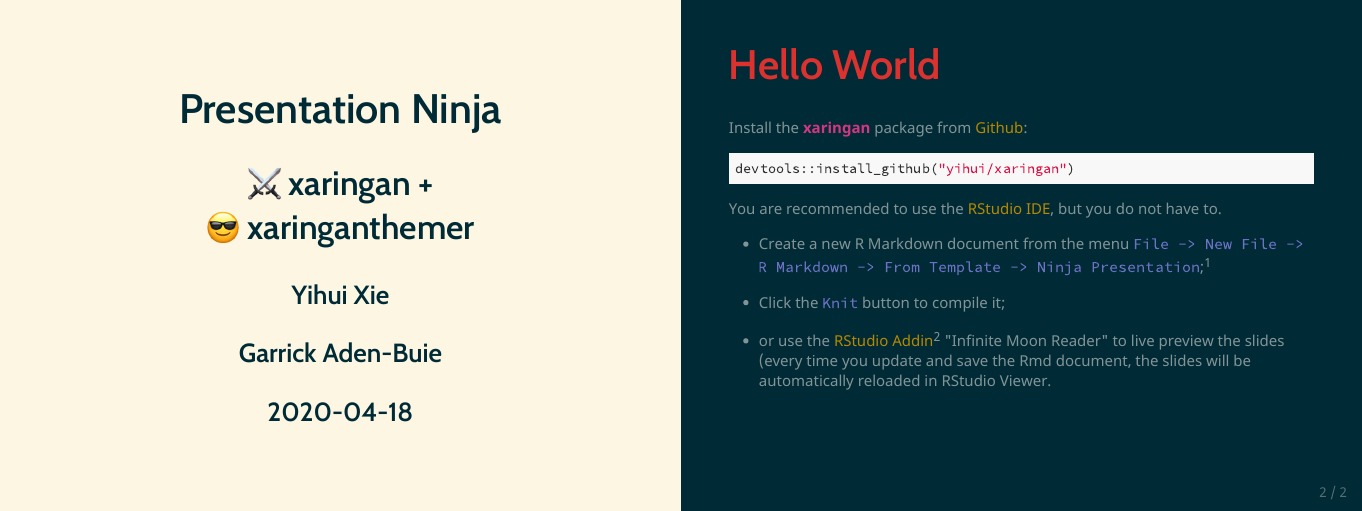 Presentation Ninja
⚔️ xaringan +
😎 xaringanthemer
Yihui Xie
Garrick Aden-Buie
2020-04-18
Hello World
Install the xaringan package from Github:
devtools::install_github("yihui/xaringan")
You are recommended to use the RStudio IDE, but you do not have to.
• Create a new R Markdown document from the menu File -> New File ->
R Markdown -> From Template -> Ninja Presentation;1
• Click the Knit button to compile it;
• or use the RStudio Addin2 "Infinite Moon Reader" to live preview the slides
(every time you update and save the Rmd document, the slides will be
automatically reloaded in RStudio Viewer.
2 / 2